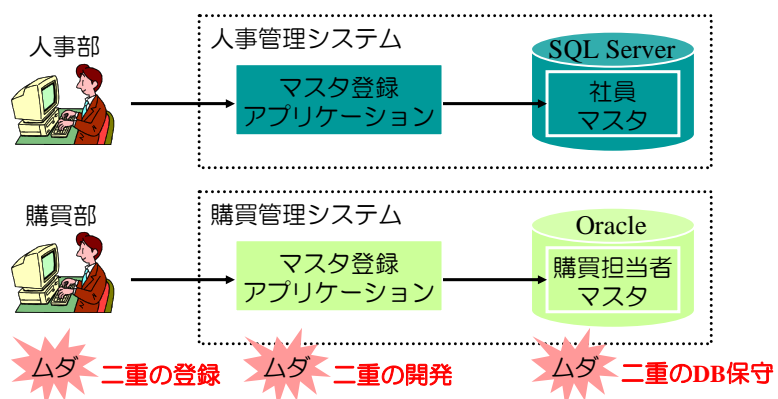 人事部
人事管理システム
マスタ登録
アプリケーション
SQL Server
社員
マスタ
購買部
購買管理システム
マスタ登録
アプリケーション
Oracle
購買担当者
マスタ
ムダ 二重の登録
ムダ 二重の開発
ムダ 二重のDB保守